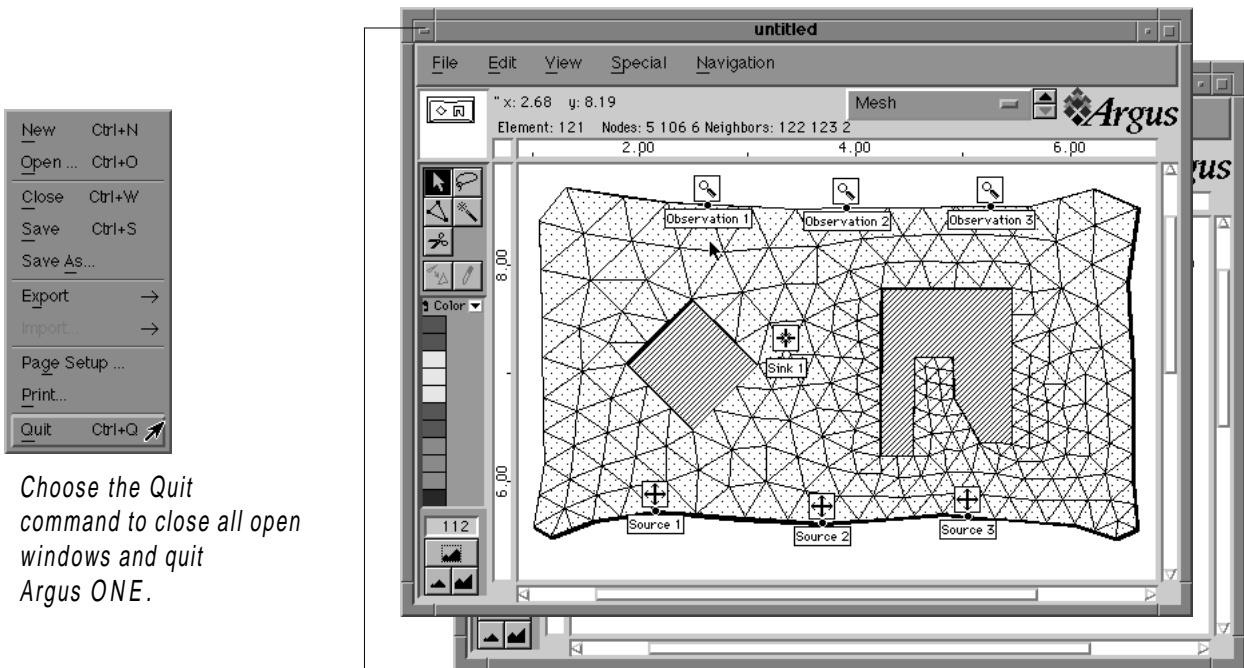 untitled
File Edit View Special Navigation
" x: 2.68 y: 8.19
Mesh
Argus
Element: 121 Nodes: 5 106 6 Neighbors: 122 123 2
2.00 4.00 6.00
8.00
6.00
Color
112
Observation 1
Observation 2
Observation 3
Sink 1
Source 1
Source 2
Source 3
gus
New Ctrl+N
Open ... Ctrl+O
Close Ctrl+W
Save Ctrl+S
Save As...
Export →
Import... →
Page Setup ...
Print...
Quit Ctrl+Q
Choose the Quit
command to close all open
windows and quit
Argus ONE.